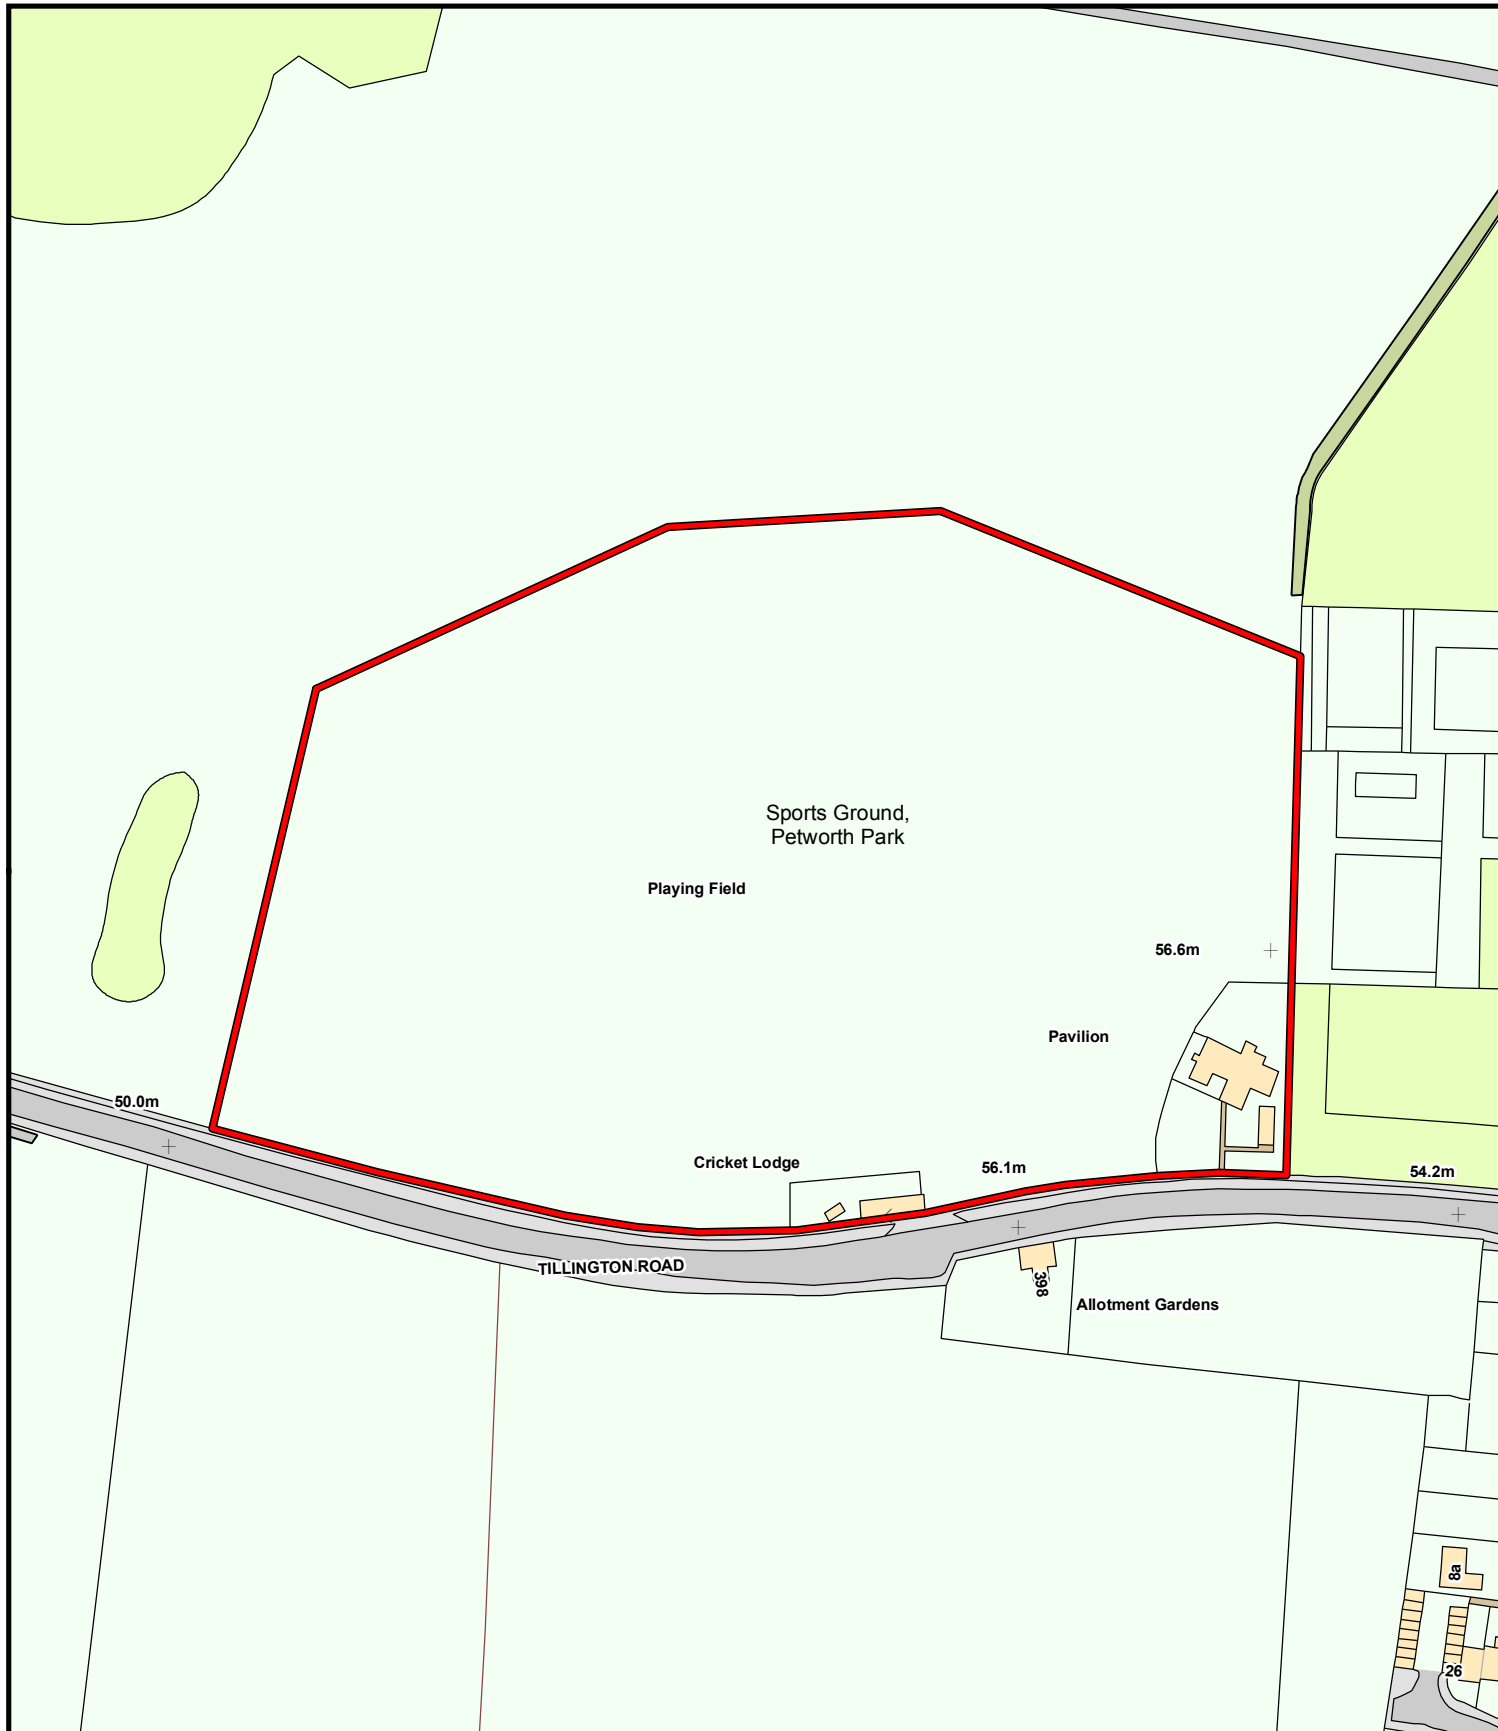 Sports Ground,
Petworth Park
Playing Field
56.6m
Pavilion
50.0m
Cricket Lodge
56.1m
54.2m
TILLINGTON ROAD
398
Allotment Gardens
8a
26